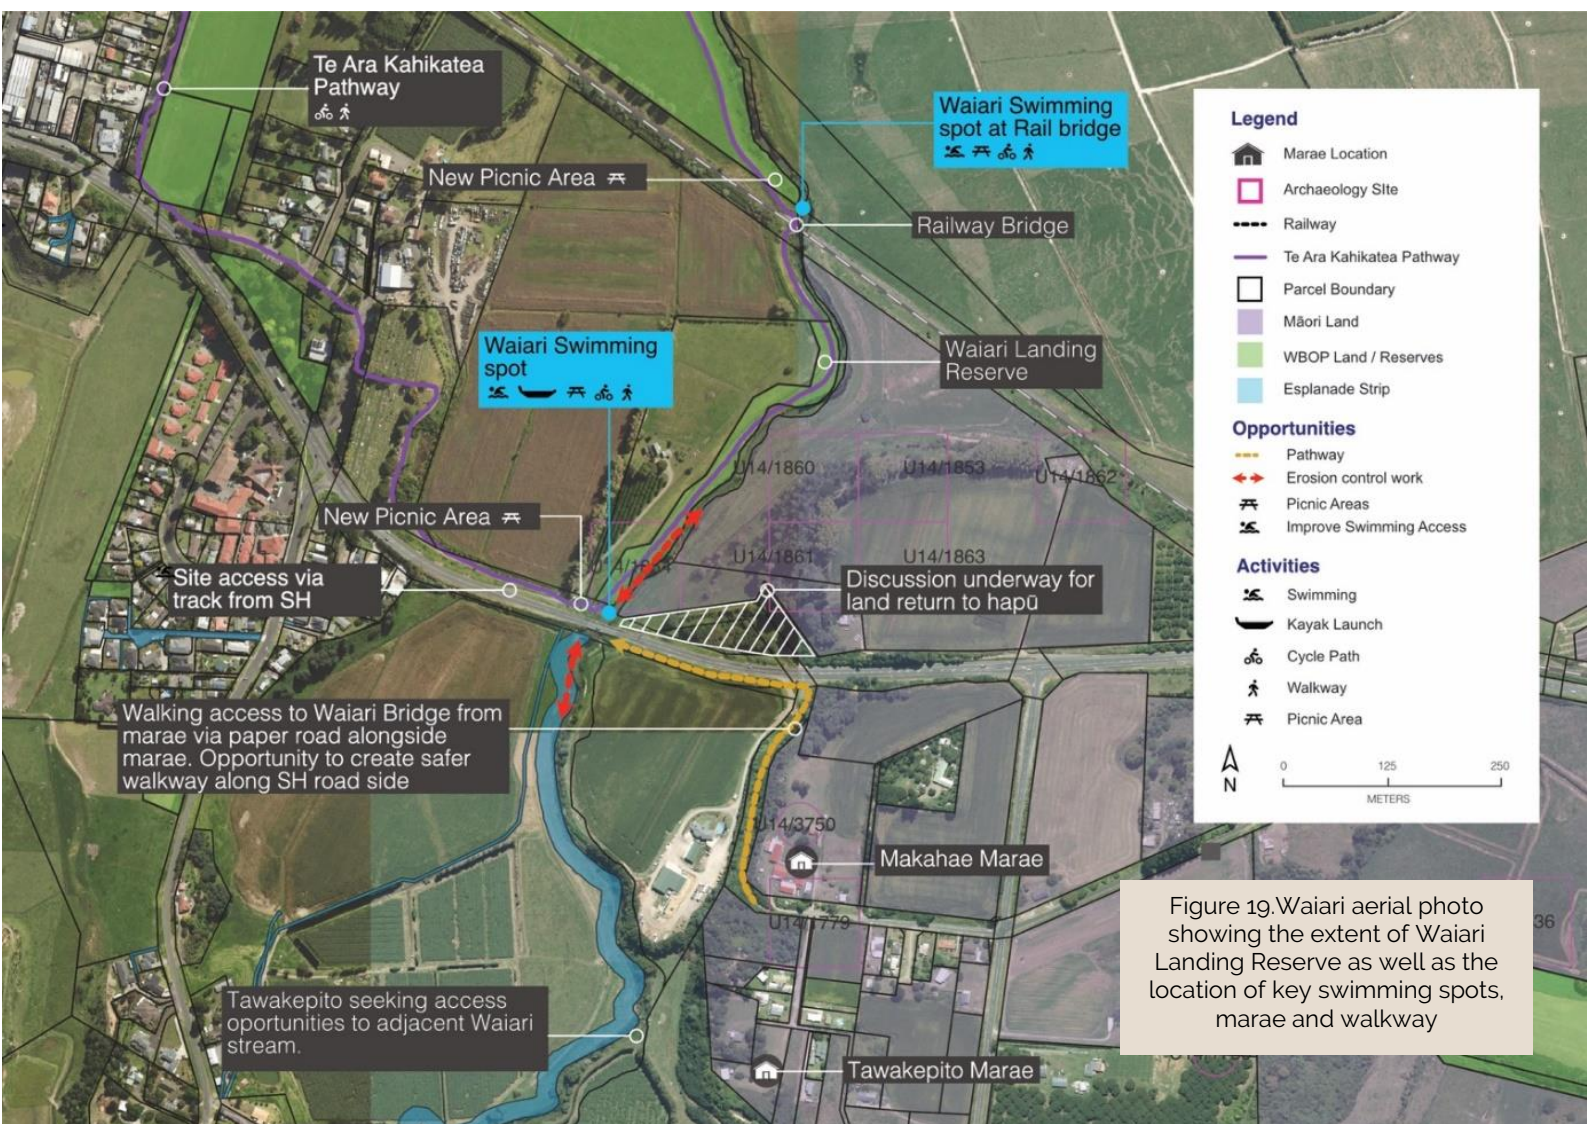 Te Ara Kahikatea
Pathway
New Picnic Area
Waiari Swimming
spot at Rail bridge
Railway Bridge
Waiari Swimming
spot
Waiari Landing
Reserve
U14/1860
U14/1853
U14/1862
New Picnic Area
U14/1861
U14/1863
Site access via
track from SH
Discussion underway for
land return to hapū
Walking access to Waiari Bridge from
marae via paper road alongside
marae. Opportunity to create safer
walkway along SH road side
U14/3750
Makahae Marae
U14/1779
Tawakepito seeking access
oportunities to adjacent Waiari
stream.
Tawakepito Marae
Legend
Marae Location
Archaeology SIte
Railway
Te Ara Kahikatea Pathway
Parcel Boundary
Māori Land
WBOP Land / Reserves
Esplanade Strip
Opportunities
Pathway
Erosion control work
Picnic Areas
Improve Swimming Access
Activities
Swimming
Kayak Launch
Cycle Path
Walkway
Picnic Area
N
0 125 250
METERS
Figure 19.Waiari aerial photo
showing the extent of Waiari
Landing Reserve as well as the
location of key swimming spots,
marae and walkway
36